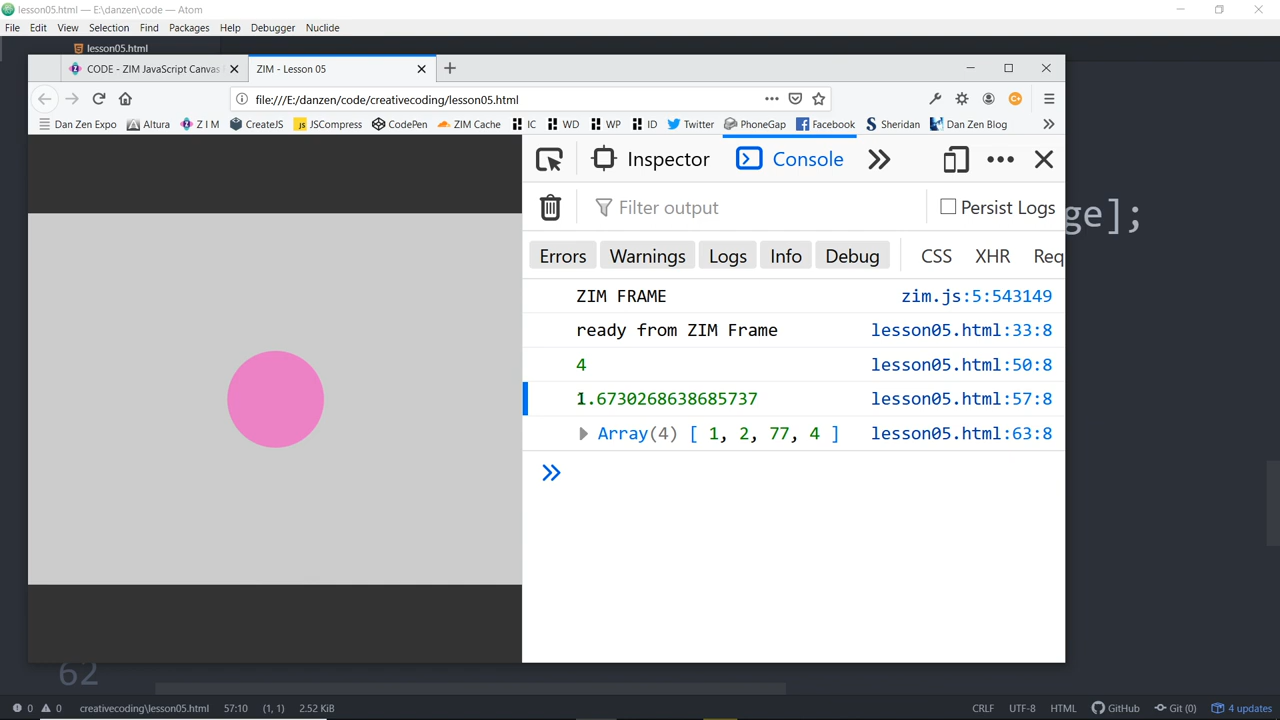 lesson05.html — E:\danzen\code — Atom
File Edit View Selection Find Packages Help Debugger Nuclide
lesson05.html
CODE - ZIM JavaScript Canvas
ZIM - Lesson 05
file:///E:/danzen/code/creativecoding/lesson05.html
Dan Zen Expo Altura Z I M CreateJS JSCompress CodePen ZIM Cache IC WD WP ID Twitter PhoneGap Facebook Sheridan Dan Zen Blog
Inspector Console
Filter output Persist Logs
ge];
Errors Warnings Logs Info Debug CSS XHR Req
ZIM FRAME zim.js:5:543149
ready from ZIM Frame lesson05.html:33:8
4 lesson05.html:50:8
1.6730268638685737 lesson05.html:57:8
Array(4) [ 1, 2, 77, 4 ] lesson05.html:63:8
62
0 0 creativecoding\lesson05.html 57:10 (1, 1) 2.52 KiB CRLF UTF-8 HTML GitHub Git (0) 4 updates